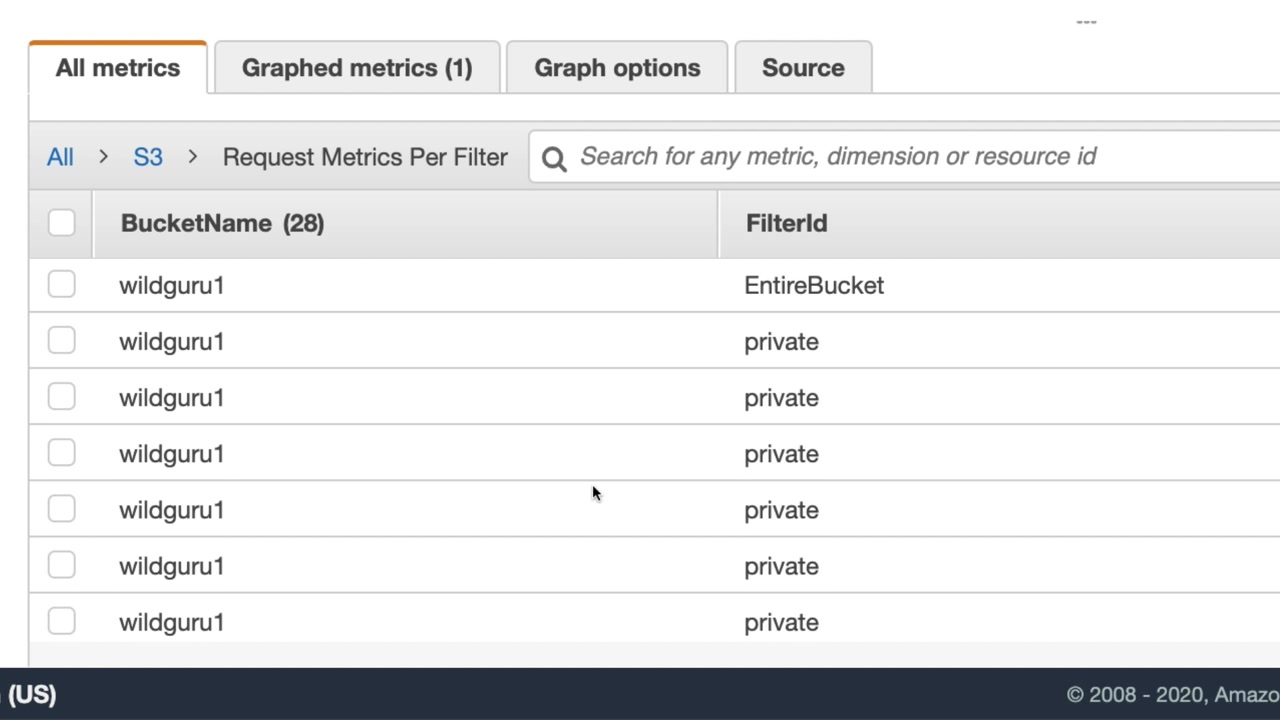 All metrics Graphed metrics (1) Graph options Source
All > S3 > Request Metrics Per Filter Search for any metric, dimension or resource id
BucketName (28) FilterId
wildguru1 EntireBucket
wildguru1 private
wildguru1 private
wildguru1 private
wildguru1 private
wildguru1 private
wildguru1 private
(US) © 2008 - 2020, Amazo